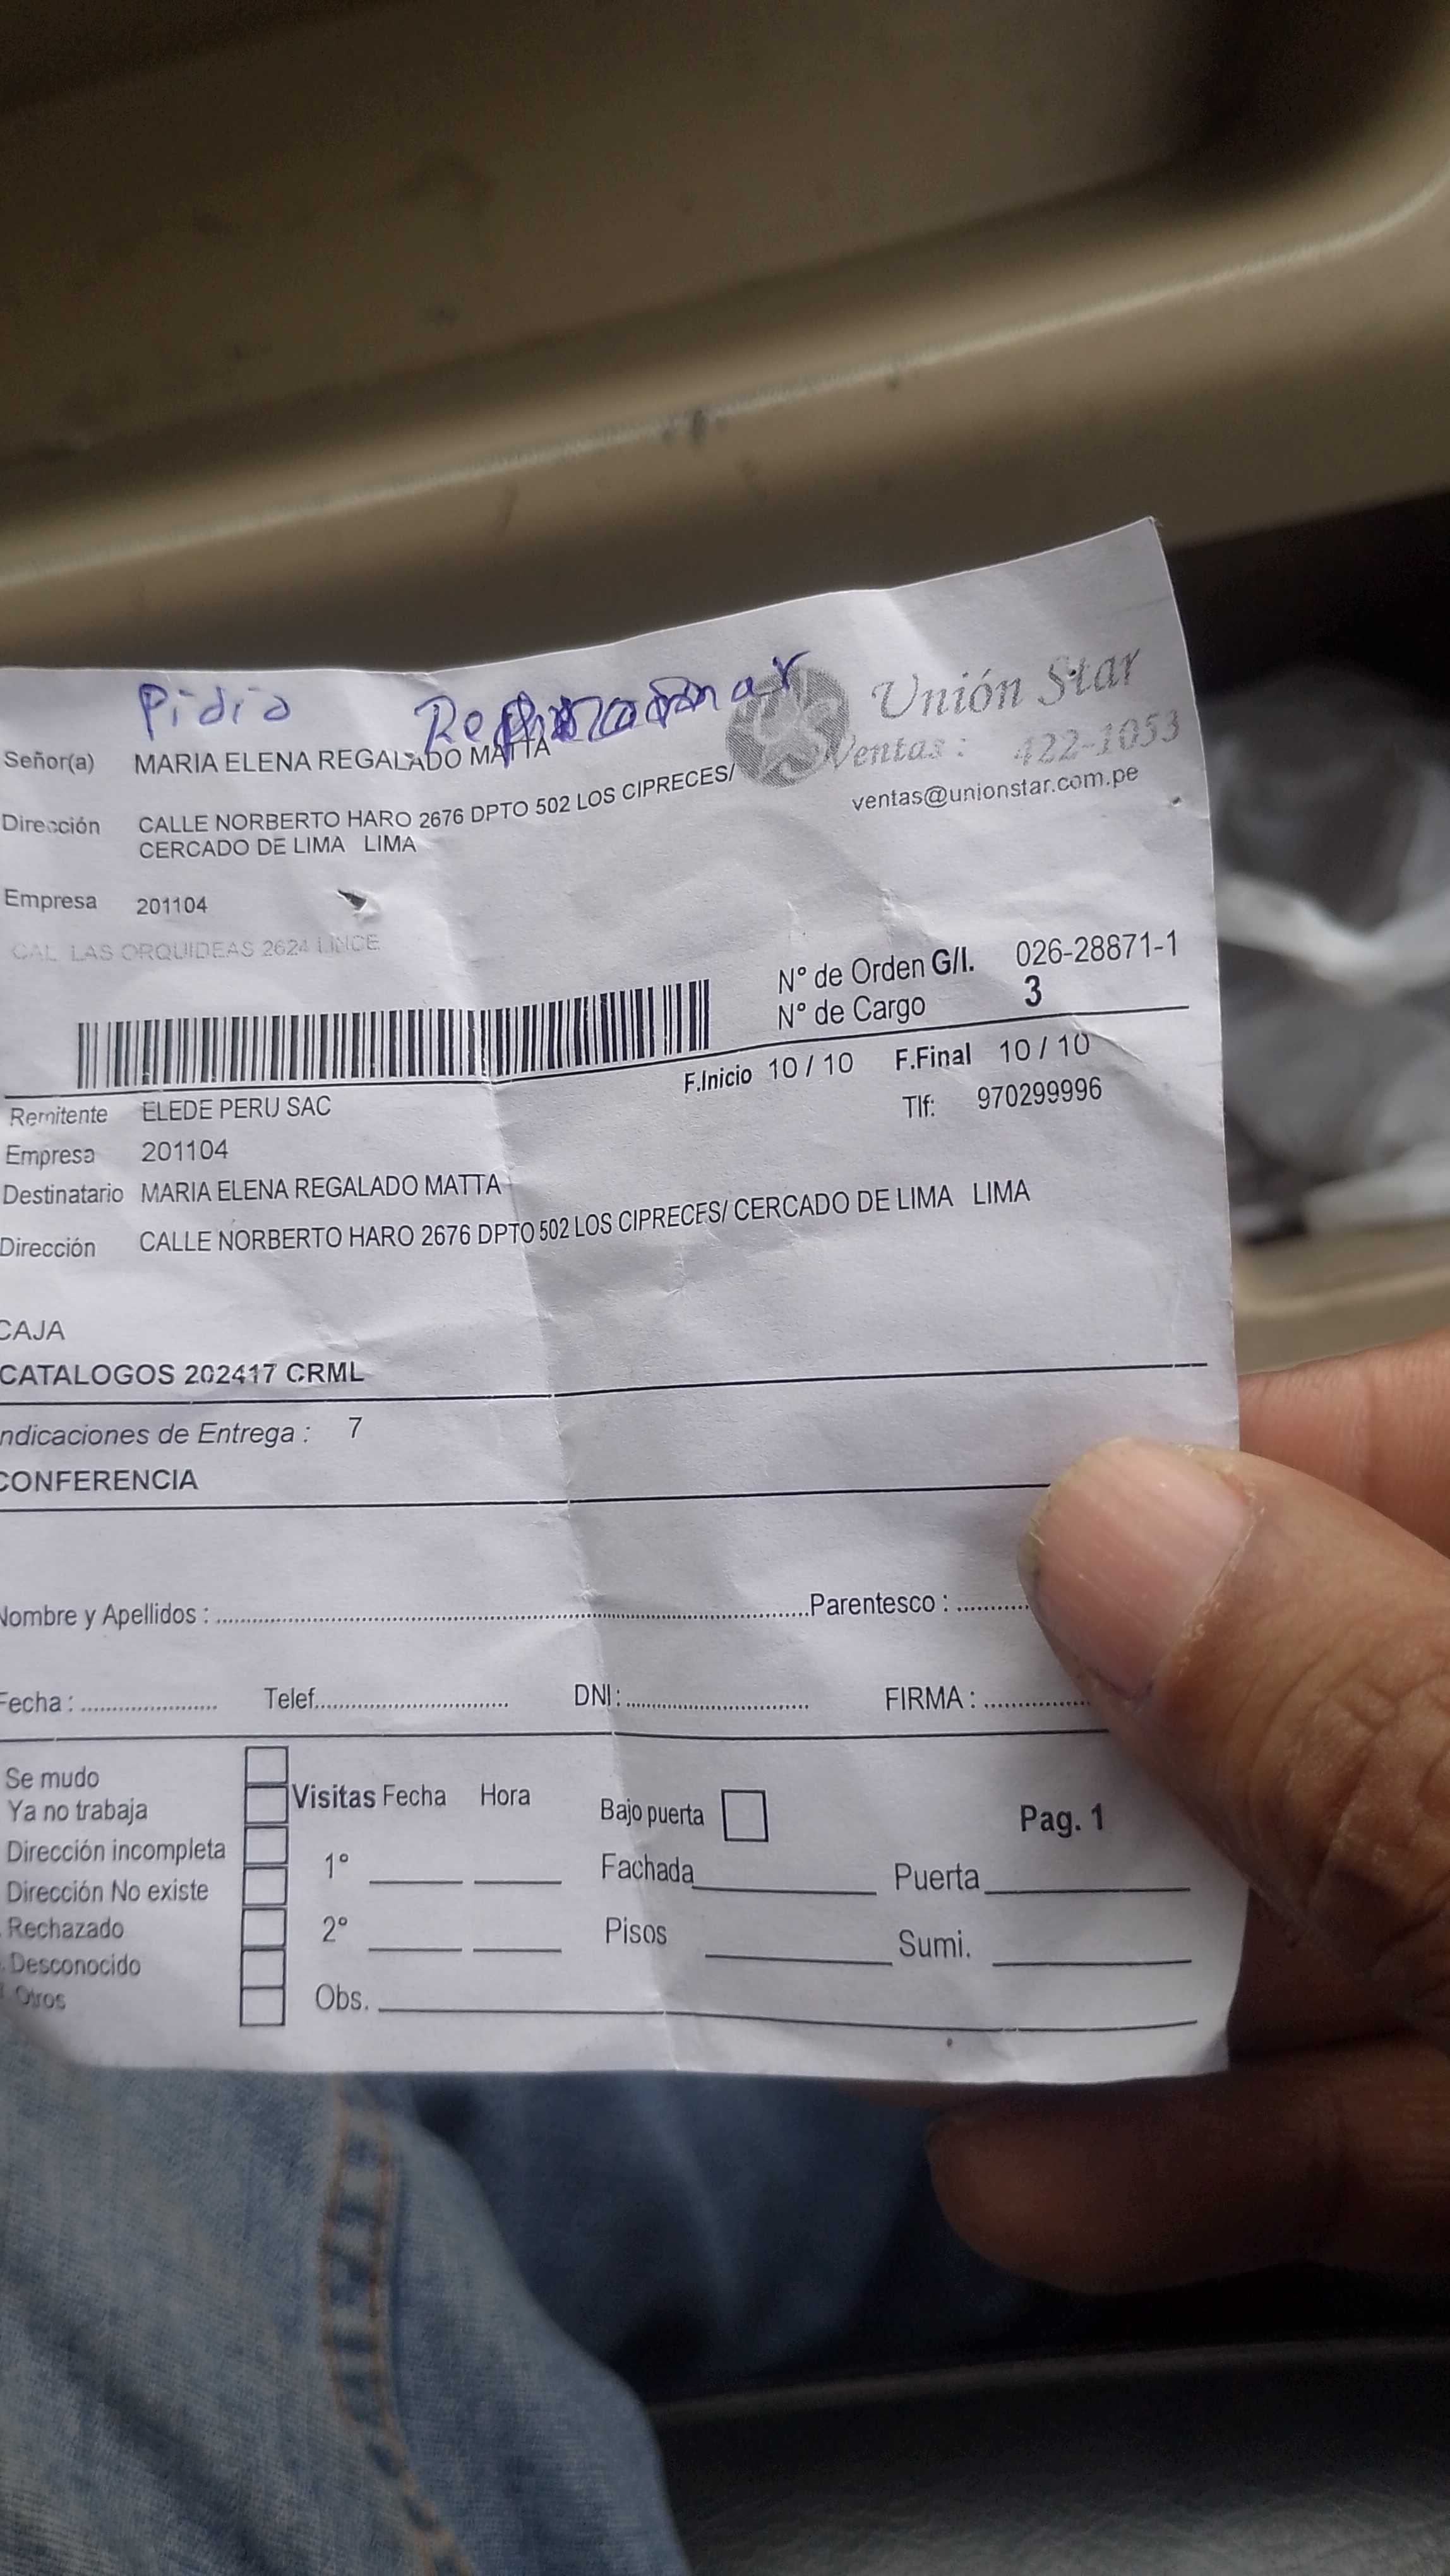 Pidio Reprogramar
Unión Star
Ventas : 422-1053
ventas@unionstar.com.pe
Señor(a) MARIA ELENA REGALADO MATTA
Dirección CALLE NORBERTO HARO 2676 DPTO 502 LOS CIPRECES/
CERCADO DE LIMA LIMA
Empresa 201104
CAL LAS ORQUIDEAS 2624 LINCE
N° de Orden G/I. 026-28871-1
N° de Cargo 3
F.Inicio 10 / 10 F.Final 10 / 10
Remitente ELEDE PERU SAC
Tlf: 970299996
Empresa 201104
Destinatario MARIA ELENA REGALADO MATTA
Dirección CALLE NORBERTO HARO 2676 DPTO 502 LOS CIPRECES/ CERCADO DE LIMA LIMA
CAJA
CATALOGOS 202417 CRML
ndicaciones de Entrega : 7
CONFERENCIA
Nombre y Apellidos : Parentesco :
Fecha : Telef. DNI : FIRMA :
Se mudo
Ya no trabaja
Dirección incompleta
Dirección No existe
Rechazado
Desconocido
Otros
Visitas Fecha Hora
1°
2°
Obs.
Bajo puerta
Pag. 1
Fachada Puerta
Pisos Sumi.